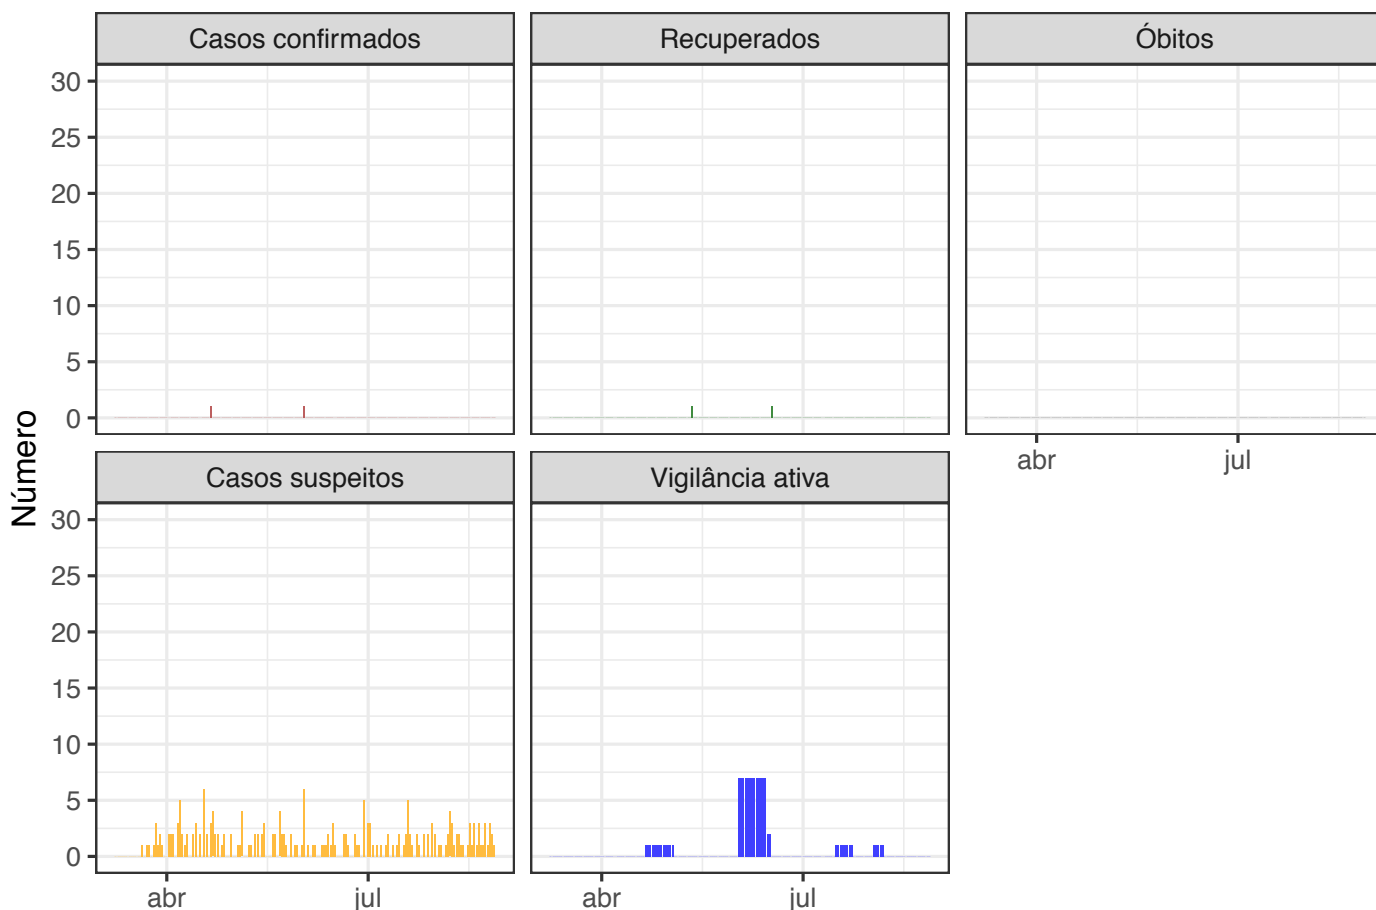 Casos confirmados
Recuperados
Óbitos
30
25
20
15
10
5
0
abr
jul
Número
Casos suspeitos
Vigilância ativa
30
25
20
15
10
5
0
abr
jul
abr
jul